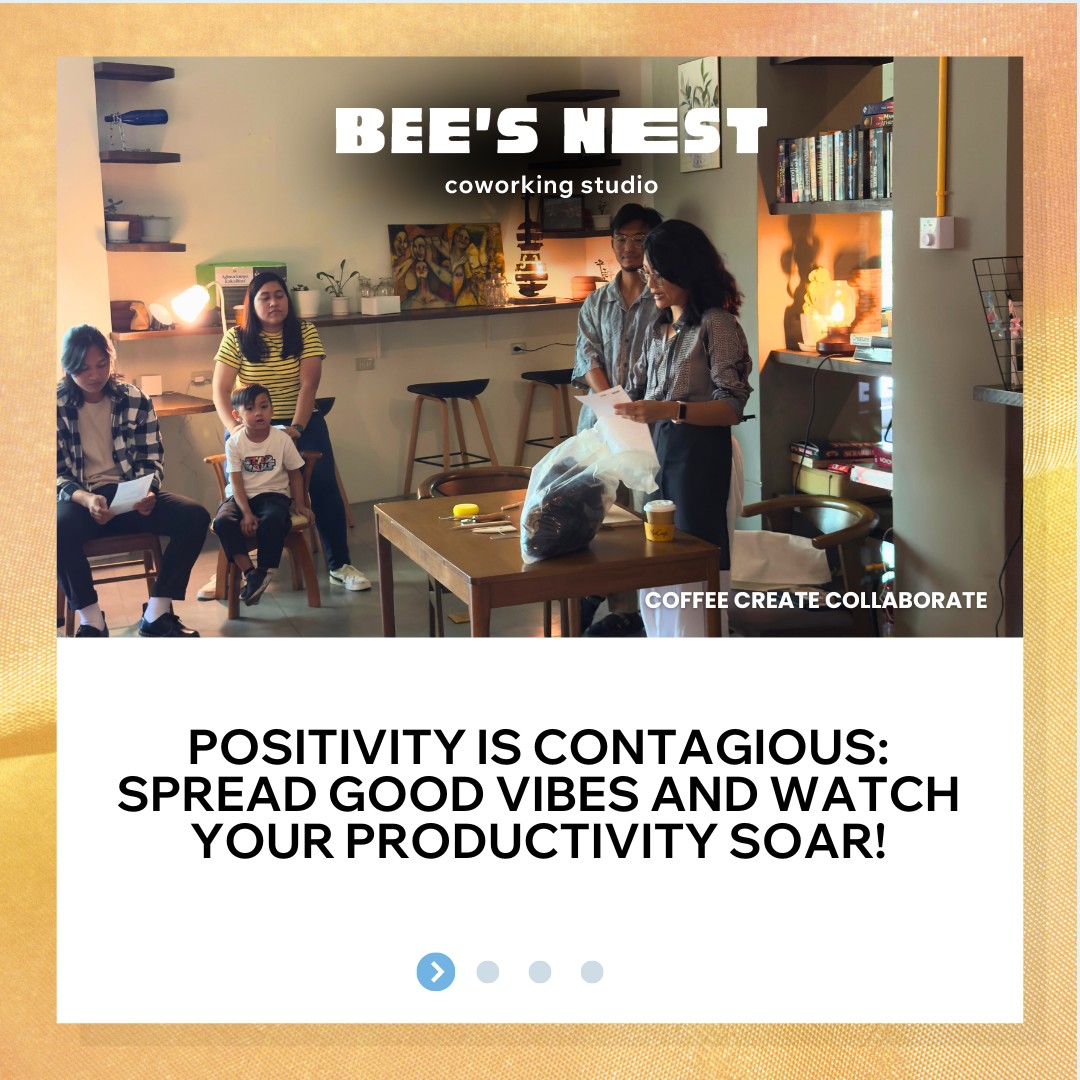 BEE'S NEST
coworking studio
COFFEE CREATE COLLABORATE
POSITIVITY IS CONTAGIOUS:
SPREAD GOOD VIBES AND WATCH
YOUR PRODUCTIVITY SOAR!